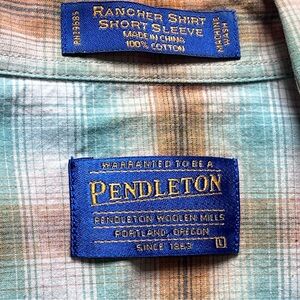 RANCHER SHIRT
SHORT SLEEVE
MADE IN CHINA
100% COTTON
MACHINE
WASH
WARRANTED TO BE A
PENDLETON
PENDLETON WOOLEN MILLS
PORTLAND, OREGON
SINCE 1863
L